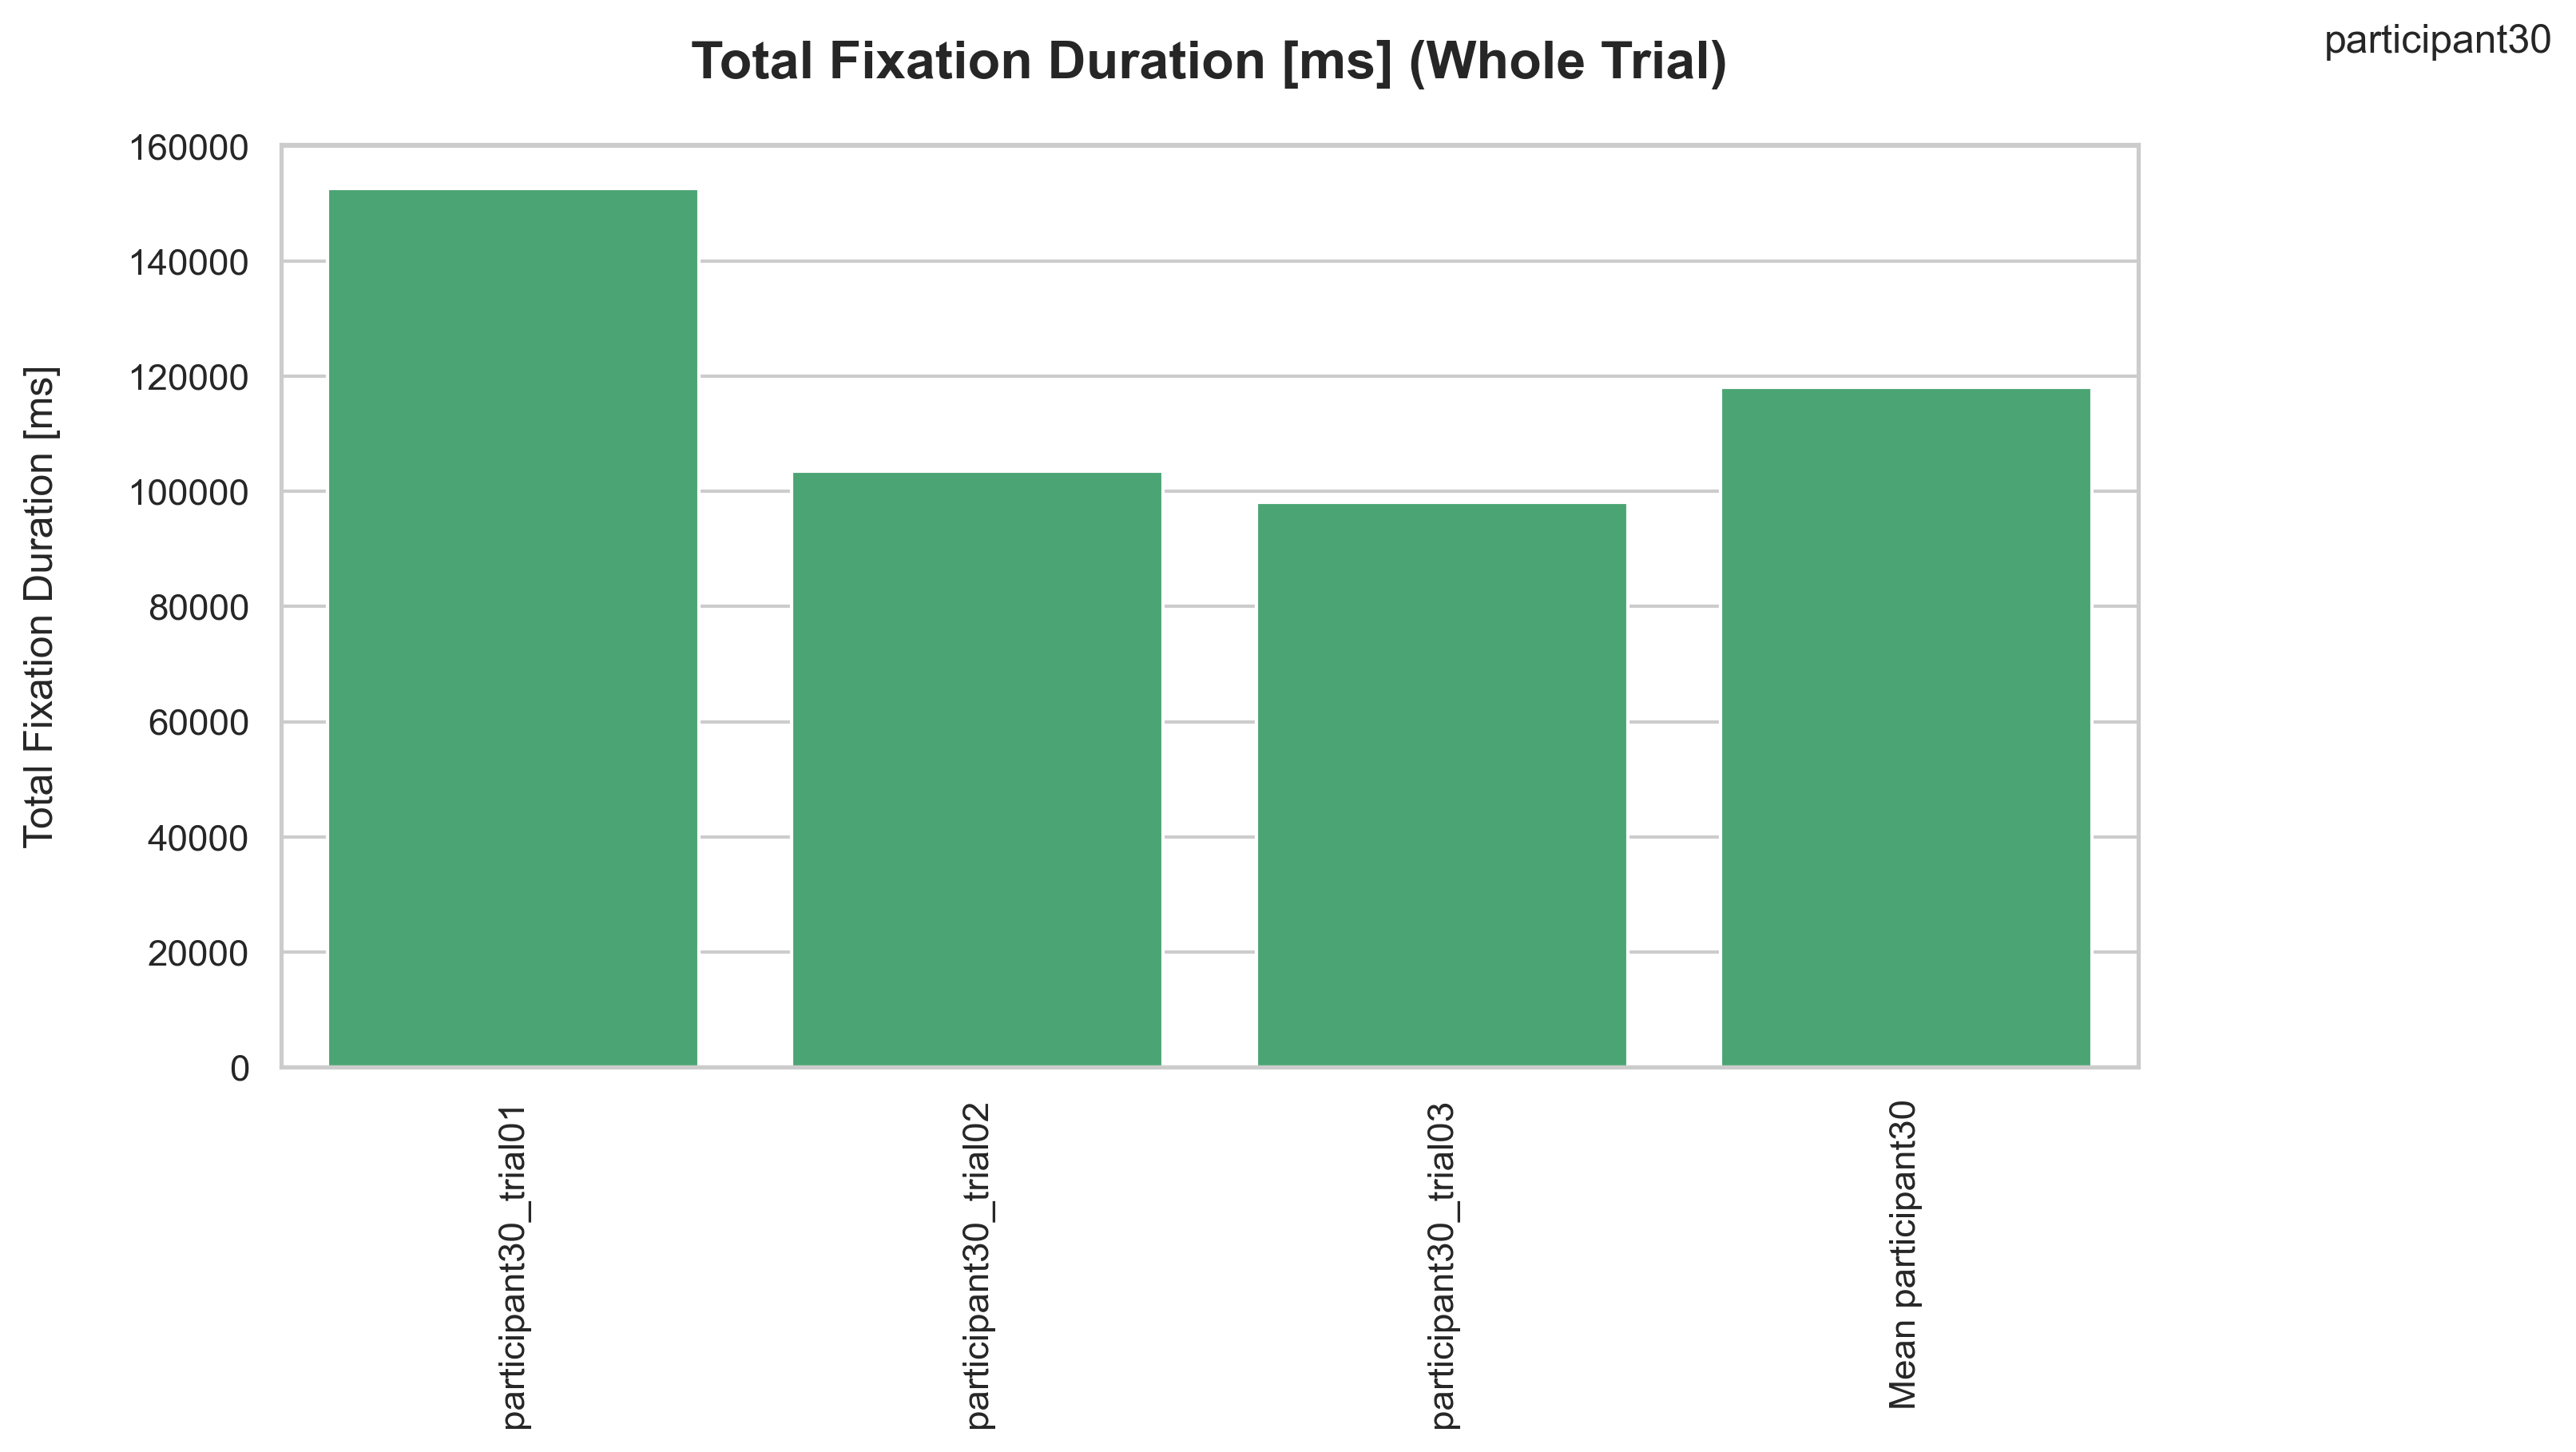 participant30
Total Fixation Duration [ms] (Whole Trial)
Total Fixation Duration [ms]
160000
140000
120000
100000
80000
60000
40000
20000
0
participant30_trial01
participant30_trial02
participant30_trial03
Mean participant30